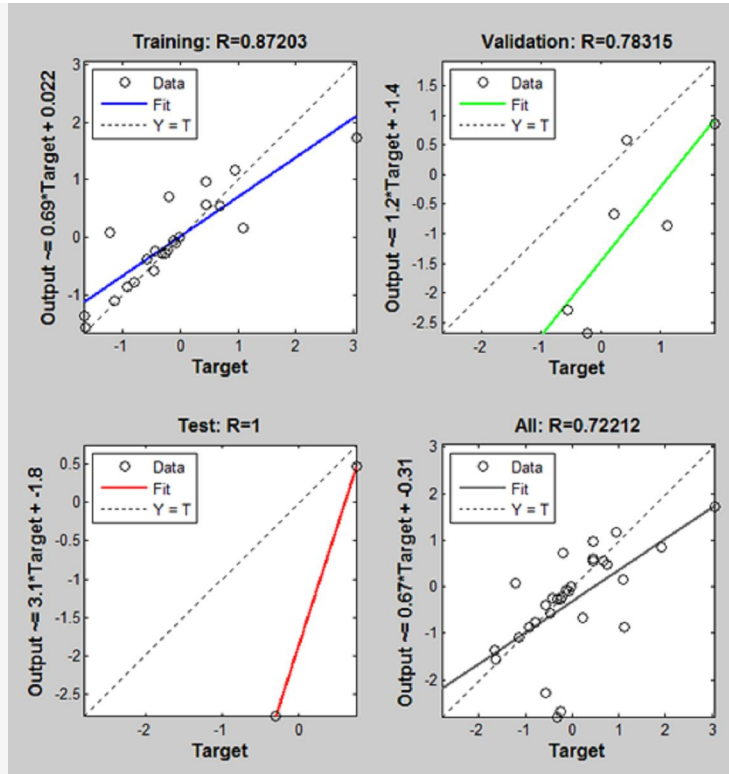 Training: R=0.87203
Output ~= 0.69*Target + 0.022
Data
Fit
Y = T
3
2
1
0
-1
-1 0 1 2 3
Target
Validation: R=0.78315
Output ~= 1.2*Target + -1.4
Data
Fit
Y = T
1.5
1
0.5
0
-0.5
-1
-1.5
-2
-2.5
-2 -1 0 1
Target
Test: R=1
Output ~= 3.1*Target + -1.8
Data
Fit
Y = T
0.5
0
-0.5
-1
-1.5
-2
-2.5
-2 -1 0
Target
All: R=0.72212
Output ~= 0.67*Target + -0.31
Data
Fit
Y = T
3
2
1
0
-1
-2
-2 -1 0 1 2 3
Target